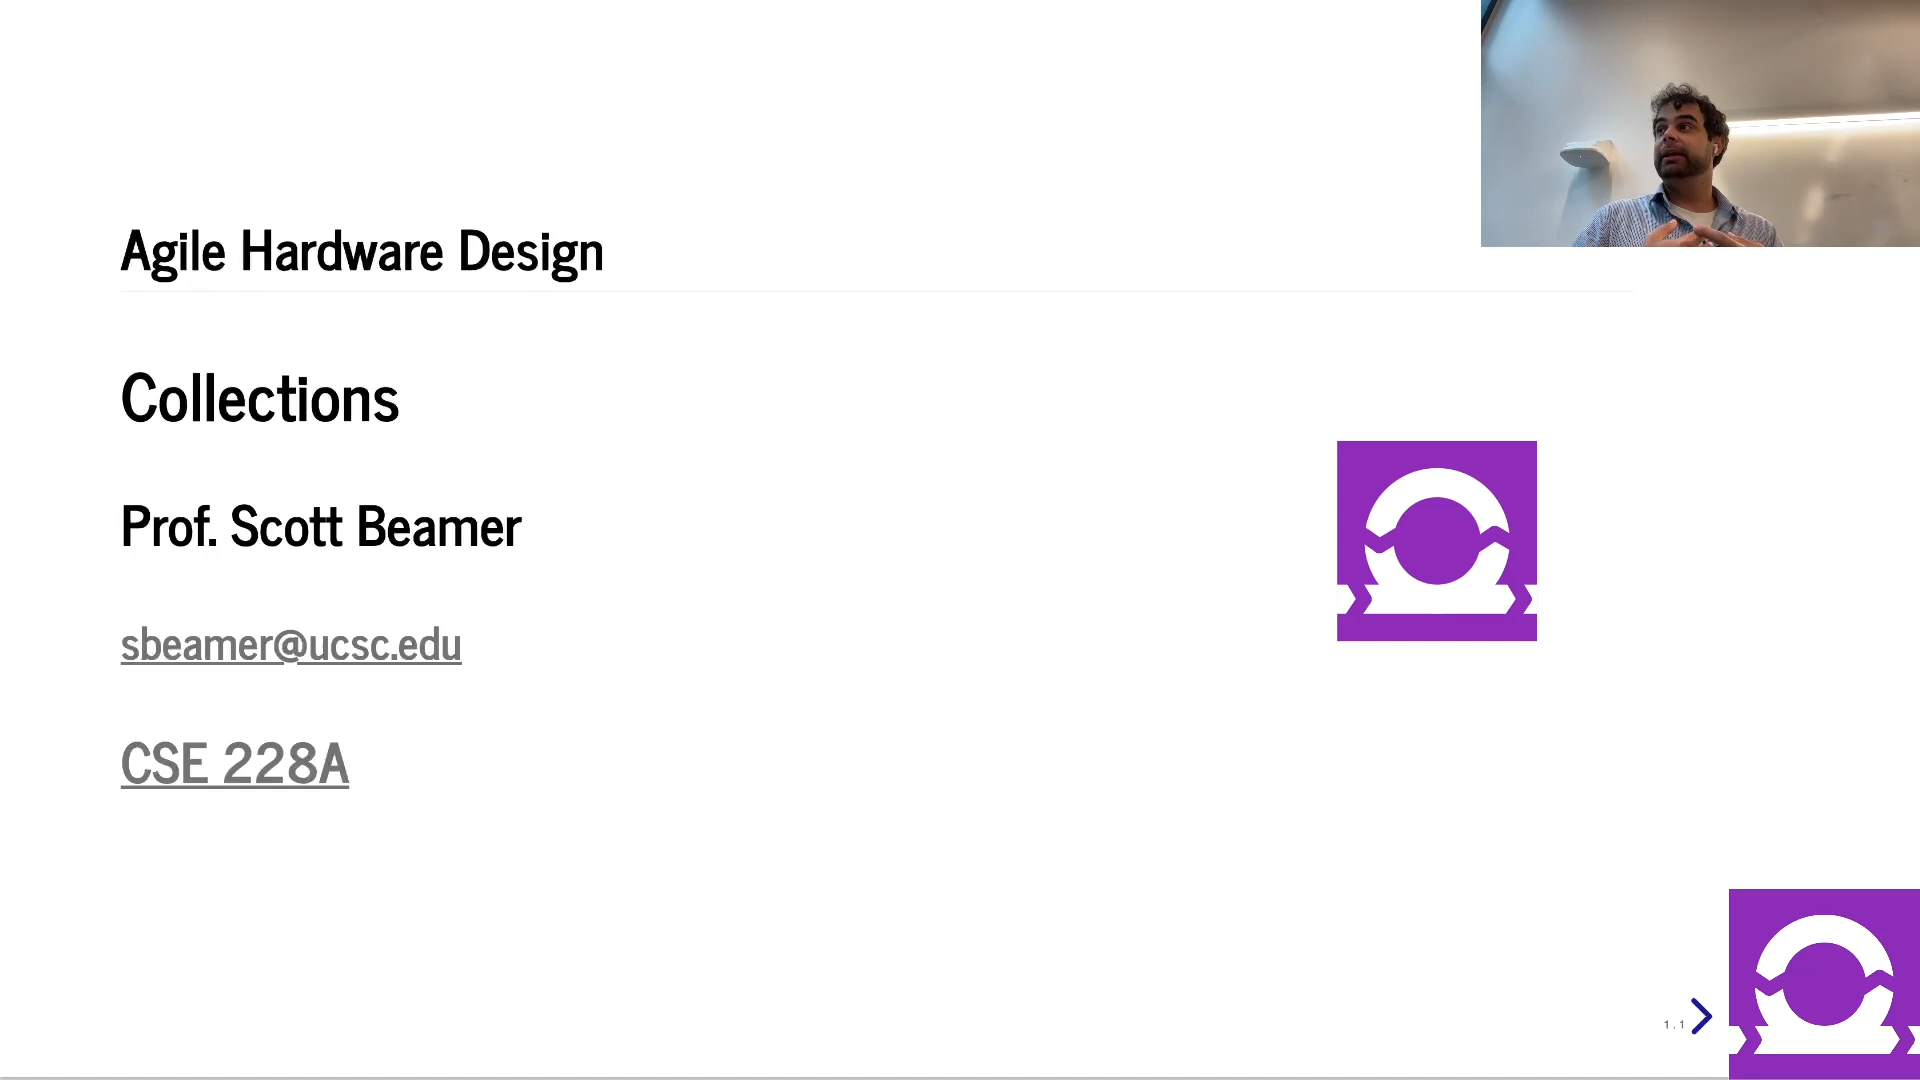 Agile Hardware Design
Collections
Prof. Scott Beamer
sbeamer@ucsc.edu
CSE 228A
1.1